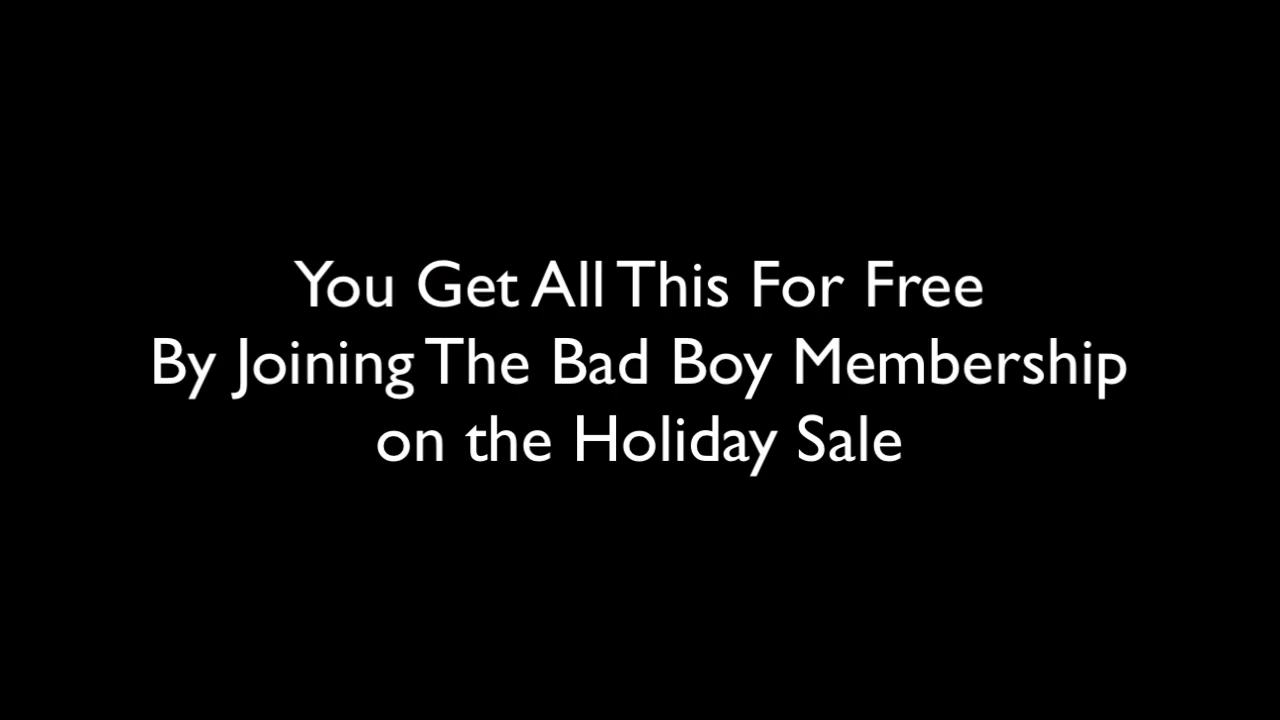 You Get All This For Free
By Joining The Bad Boy Membership
on the Holiday Sale